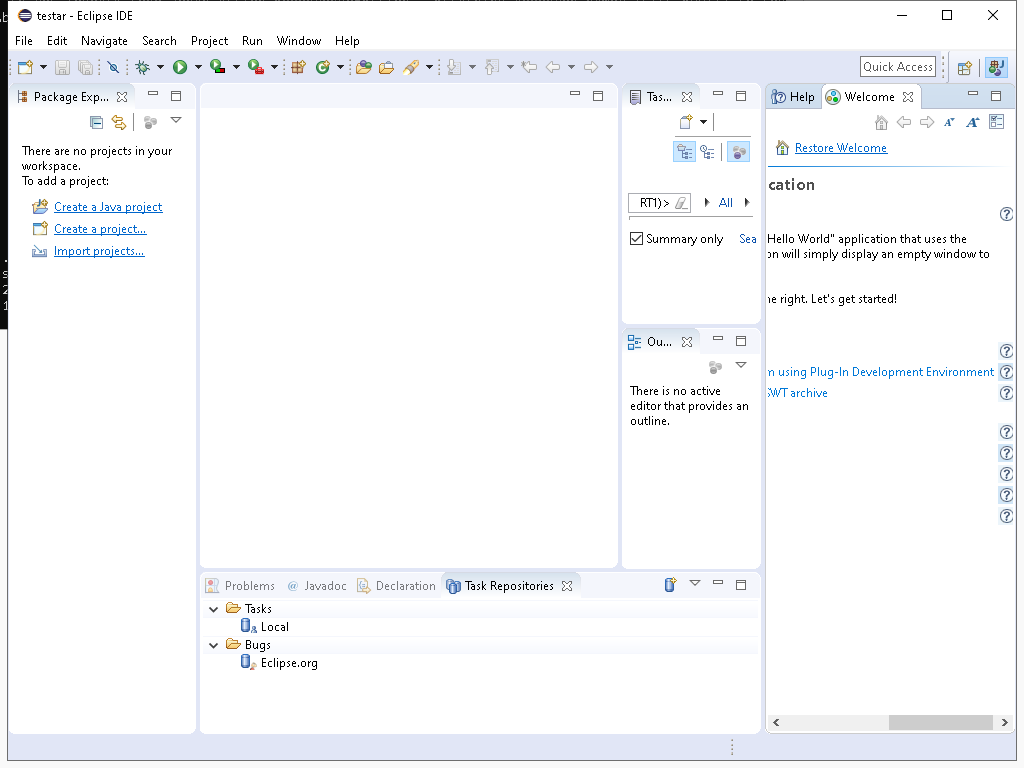 testar - Eclipse IDE
File Edit Navigate Search Project Run Window Help
Quick Access
Package Exp...
There are no projects in your
workspace.
To add a project:
Create a Java project
Create a project...
Import projects...
Tas...
RT1)> All
Summary only Sea
Ou...
There is no active
editor that provides an
outline.
Help Welcome
Restore Welcome
cation
Hello World" application that uses the
on will simply display an empty window to
he right. Let's get started!
n using Plug-In Development Environment
SWT archive
Problems @ Javadoc Declaration Task Repositories
Tasks
Local
Bugs
Eclipse.org